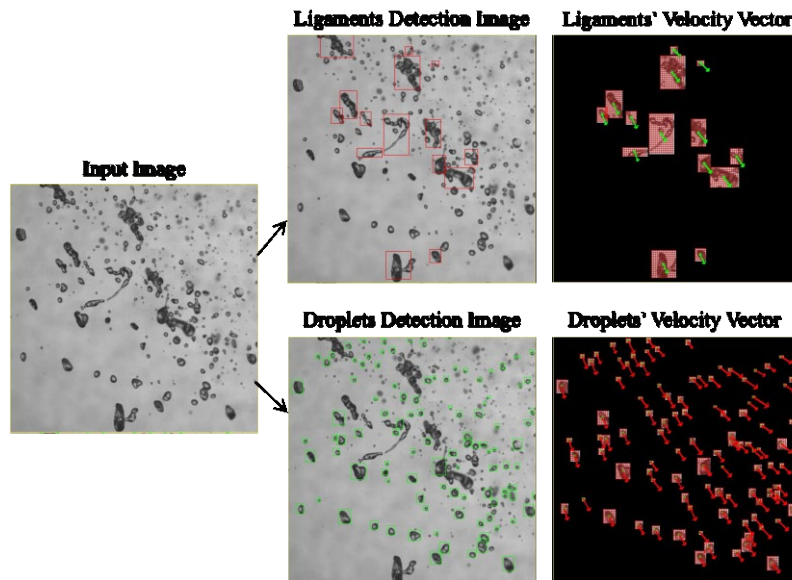 Ligaments Detection Image
Ligaments' Velocity Vector
Input Image
Droplets Detection Image
Droplets' Velocity Vector